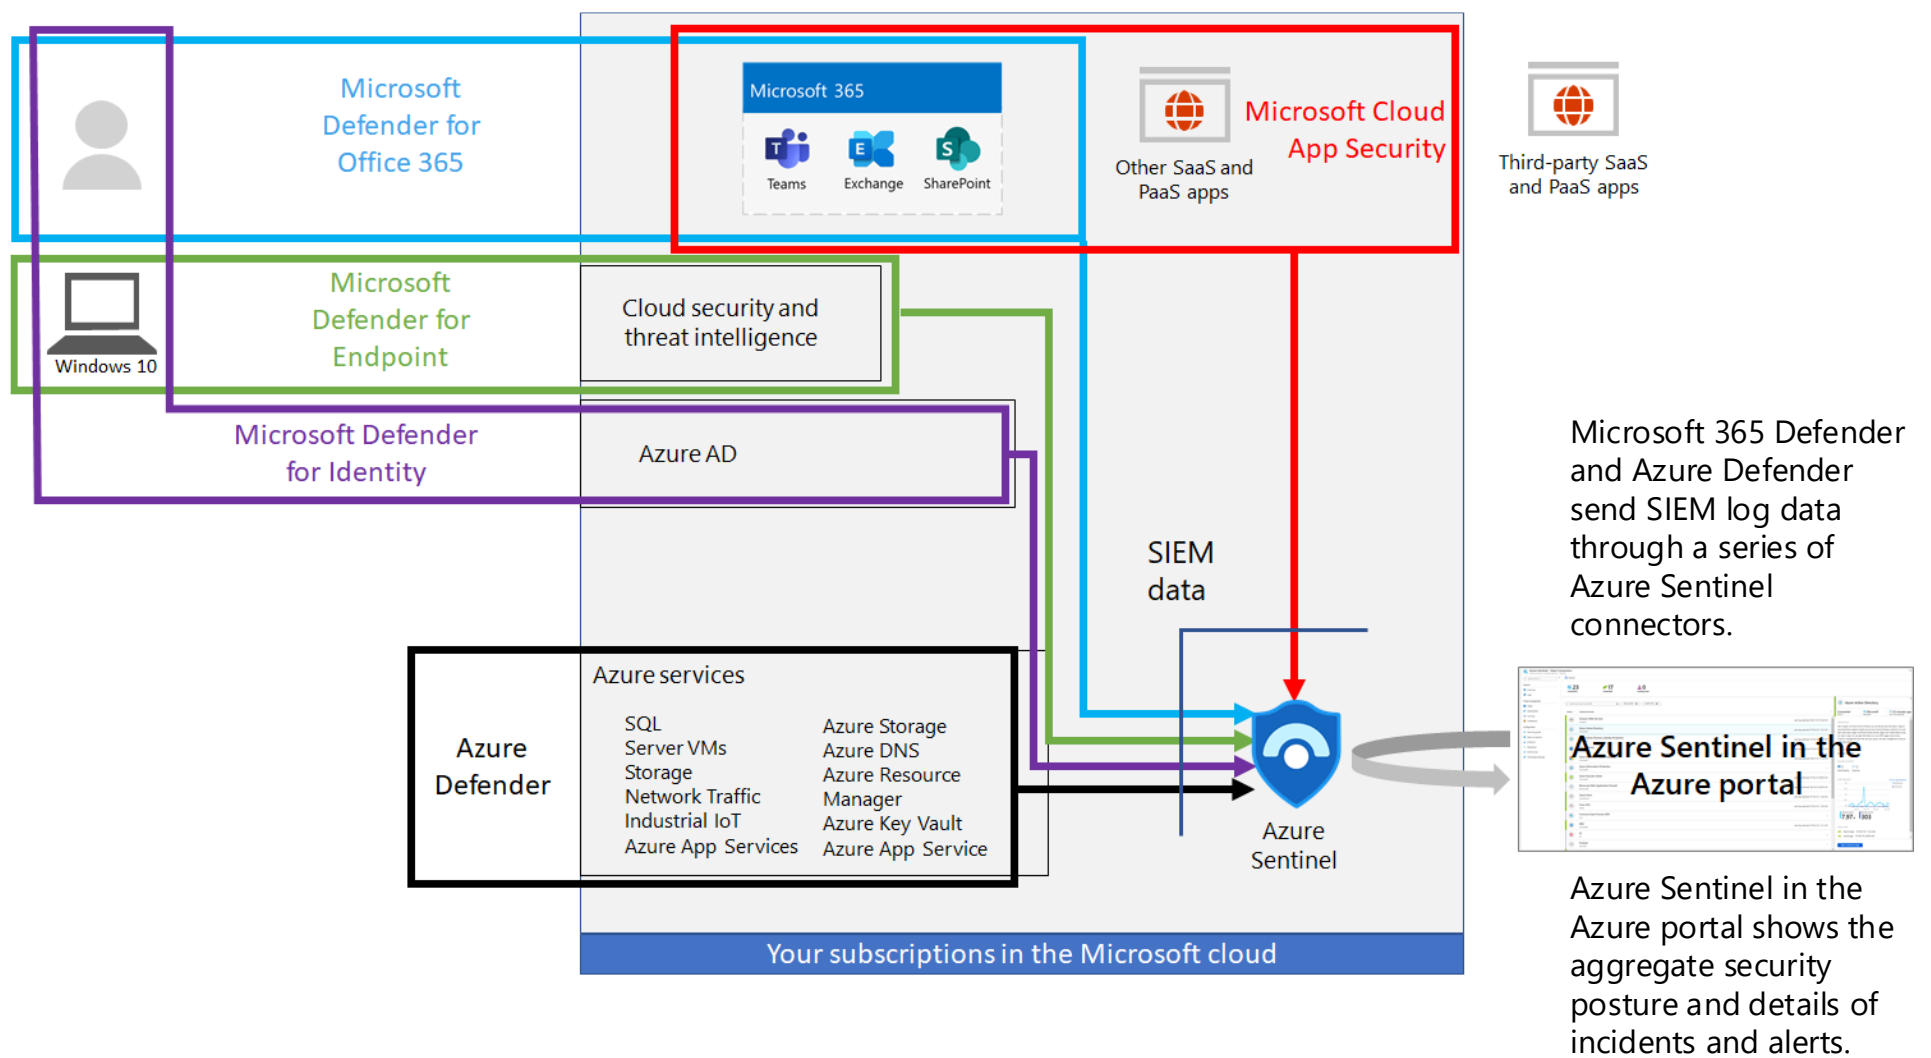 Microsoft
Defender for
Office 365
Microsoft 365
Teams
Exchange
SharePoint
Other SaaS and
PaaS apps
Microsoft Cloud
App Security
Third-party SaaS
and PaaS apps
Windows 10
Microsoft
Defender for
Endpoint
Cloud security and
threat intelligence
Microsoft Defender
for Identity
Azure AD
SIEM
data
Azure
Defender
Azure services
SQL
Server VMs
Storage
Network Traffic
Industrial IoT
Azure App Services
Azure Storage
Azure DNS
Azure Resource
Manager
Azure Key Vault
Azure App Service
Azure
Sentinel
Your subscriptions in the Microsoft cloud
Microsoft 365 Defender
and Azure Defender
send SIEM log data
through a series of
Azure Sentinel
connectors.
Azure Sentinel in the
Azure portal
Azure Sentinel in the
Azure portal shows the
aggregate security
posture and details of
incidents and alerts.